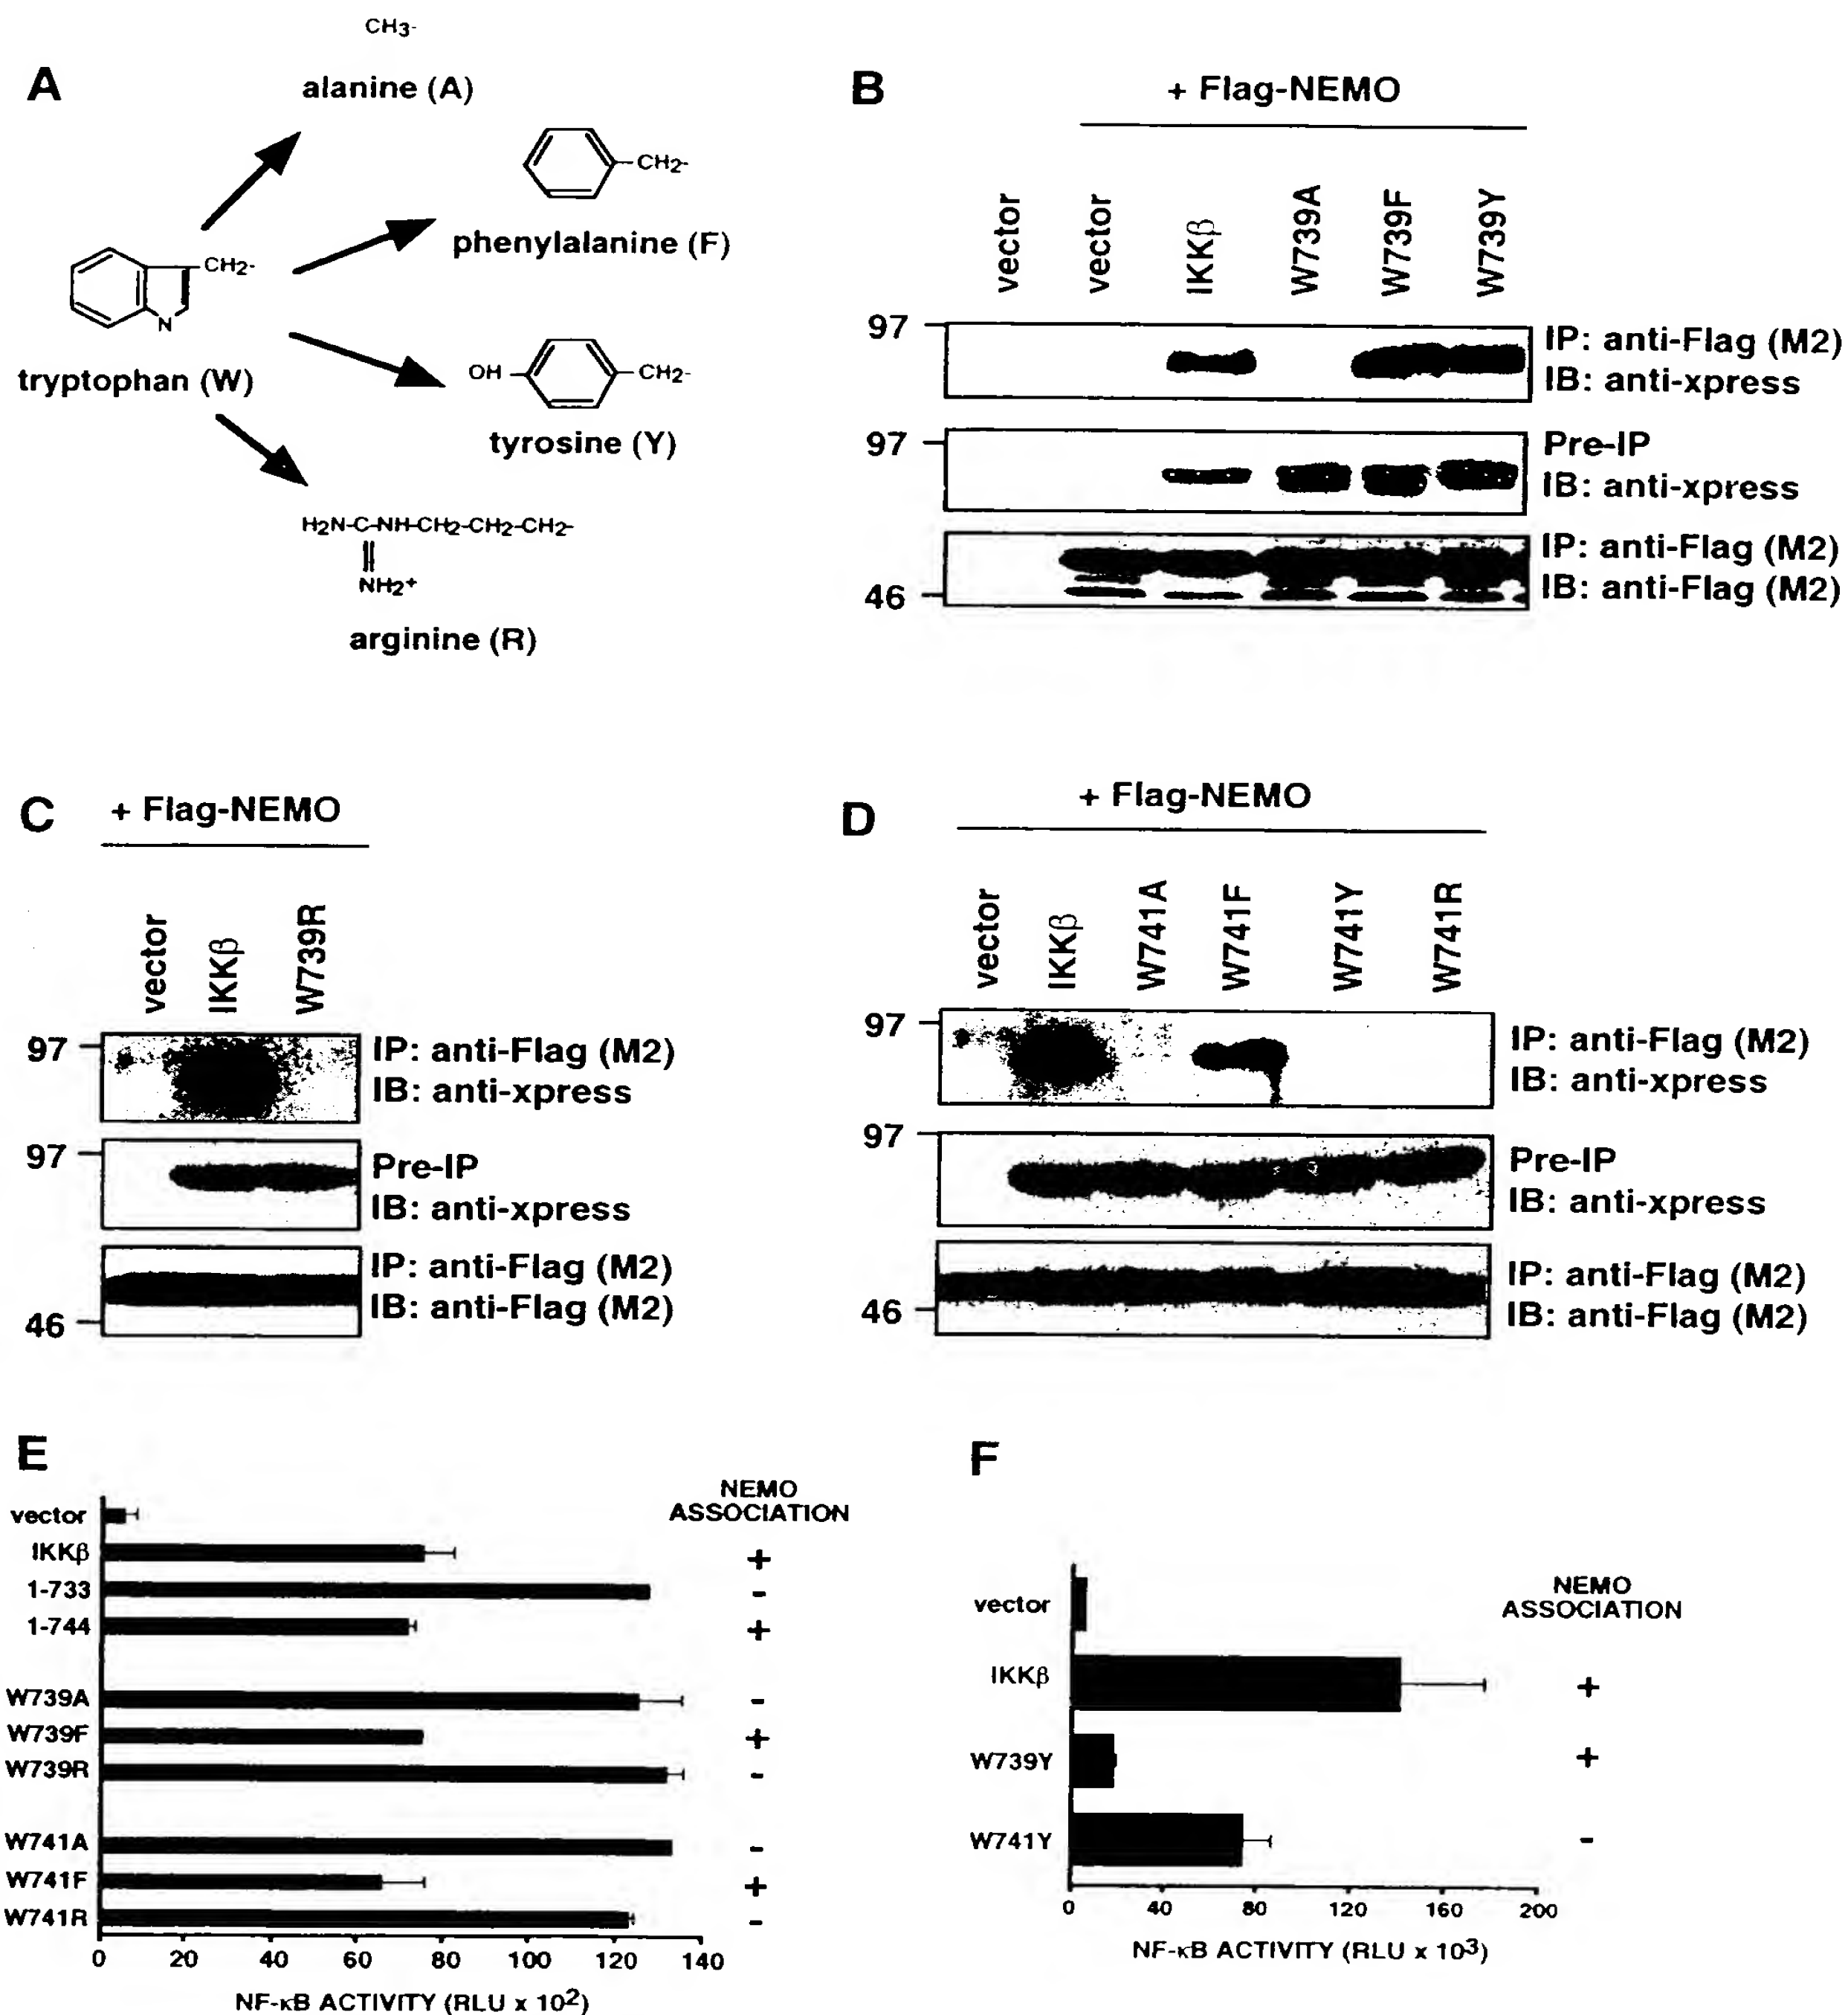 A
CH3-
alanine (A)
CH2-
phenylalanine (F)
CH2-
N
tryptophan (W)
OH
CH2-
tyrosine (Y)
H2N-C-NH-CH2-CH2-CH2-
NH2+
arginine (R)
B
+ Flag-NEMO
vector
vector
IKKβ
W739A
W739F
W739Y
97
IP: anti-Flag (M2)
IB: anti-xpress
97
Pre-IP
IB: anti-xpress
46
IP: anti-Flag (M2)
IB: anti-Flag (M2)
C
+ Flag-NEMO
vector
IKKβ
W739R
97
IP: anti-Flag (M2)
IB: anti-xpress
97
Pre-IP
IB: anti-xpress
46
IP: anti-Flag (M2)
IB: anti-Flag (M2)
D
+ Flag-NEMO
vector
IKKβ
W741A
W741F
W741Y
W741R
97
IP: anti-Flag (M2)
IB: anti-xpress
97
Pre-IP
IB: anti-xpress
46
IP: anti-Flag (M2)
IB: anti-Flag (M2)
E
NEMO
ASSOCIATION
vector
IKKβ +
1-733 -
1-744 +
W739A -
W739F +
W739R -
W741A -
W741F +
W741R -
0 20 40 60 80 100 120 140
NF-κB ACTIVITY (RLU x 10²)
F
NEMO
ASSOCIATION
vector
IKKβ +
W739Y +
W741Y -
0 40 80 120 160 200
NF-κB ACTIVITY (RLU x 10³)